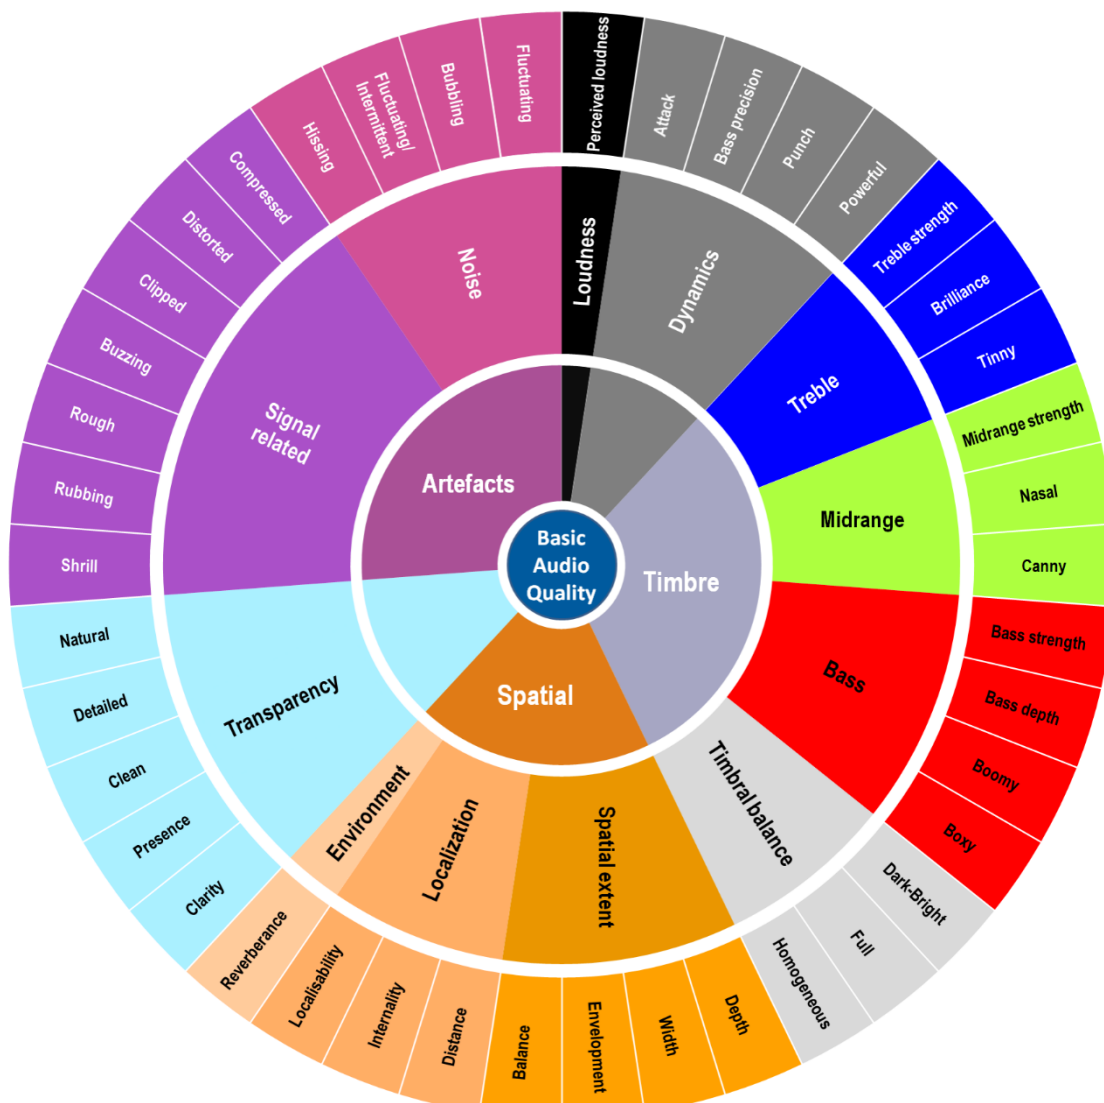 Basic
Audio
Quality
Timbre
Spatial
Artefacts
Loudness
Dynamics
Treble
Midrange
Bass
Timbral balance
Spatial extent
Localization
Environment
Transparency
Signal
related
Noise
Perceived loudness
Attack
Bass precision
Punch
Powerful
Treble strength
Brilliance
Tinny
Midrange strength
Nasal
Canny
Bass strength
Bass depth
Boomy
Boxy
Dark-Bright
Full
Homogeneous
Depth
Width
Envelopment
Balance
Distance
Internality
Localisability
Reverberance
Clarity
Presence
Clean
Detailed
Natural
Shrill
Rubbing
Rough
Buzzing
Clipped
Distorted
Compressed
Hissing
Fluctuating/
Intermittent
Bubbling
Fluctuating